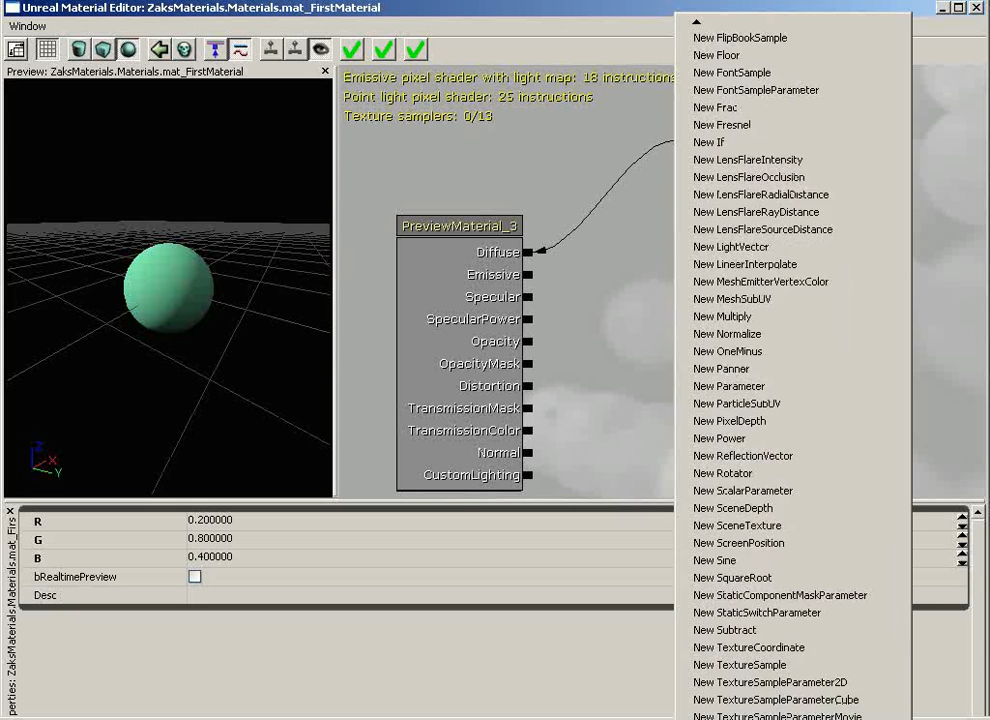 Unreal Material Editor: ZaksMaterials.Materials.mat_FirstMaterial
Window
Preview: ZaksMaterials.Materials.mat_FirstMaterial
Emissive pixel shader with light map: 18 instructions
Point light pixel shader: 25 instructions
Texture samplers: 0/13
PreviewMaterial_3
Diffuse
Emissive
Specular
SpecularPower
Opacity
OpacityMask
Distortion
TransmissionMask
TransmissionColor
Normal
CustomLighting
Z
X
Y
New FlipBookSample
New Floor
New FontSample
New FontSampleParameter
New Frac
New Fresnel
New If
New LensFlareIntensity
New LensFlareOcclusion
New LensFlareRadialDistance
New LensFlareRayDistance
New LensFlareSourceDistance
New LightVector
New LinearInterpolate
New MeshEmitterVertexColor
New MeshSubUV
New Multiply
New Normalize
New OneMinus
New Panner
New Parameter
New ParticleSubUV
New PixelDepth
New Power
New ReflectionVector
New Rotator
New ScalarParameter
New SceneDepth
New SceneTexture
New ScreenPosition
New Sine
New SquareRoot
New StaticComponentMaskParameter
New StaticSwitchParameter
New Subtract
New TextureCoordinate
New TextureSample
New TextureSampleParameter2D
New TextureSampleParameterCube
New TextureSampleParameterMovie
perties: ZaksMaterials.Materials.mat_Firs
R 0.200000
G 0.800000
B 0.400000
bRealtimePreview
Desc